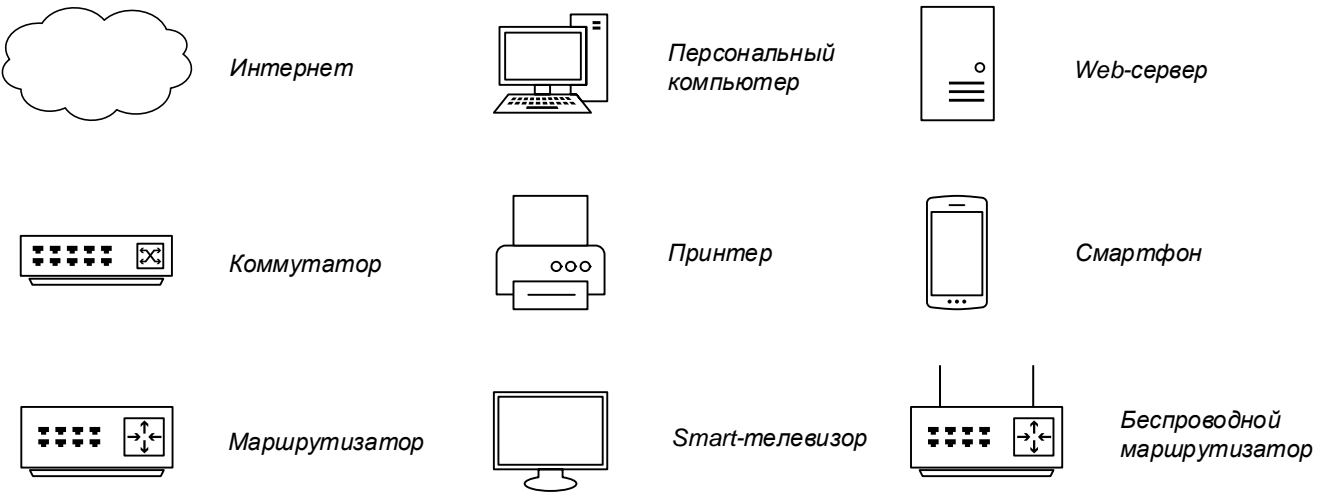 Интернет
Персональный
компьютер
Web-сервер
Коммутатор
Принтер
Смартфон
Маршрутизатор
Smart-телевизор
Беспроводной
маршрутизатор